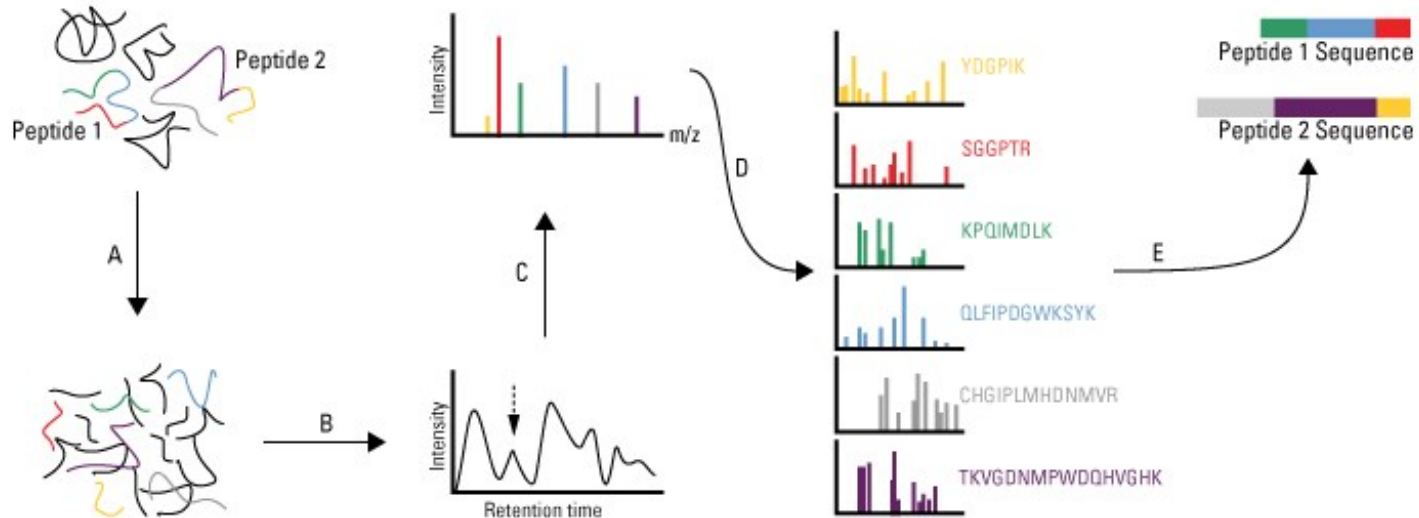 Peptide 2
Peptide 1
A
B
Intensity
Retention time
C
Intensity
m/z
D
YDGPIK
SGGPTR
KPQIMDLK
QLFIPDGWKSYK
CHGIPLMHDNMVR
TKVGDNMPWDQHVGHK
E
Peptide 1 Sequence
Peptide 2 Sequence